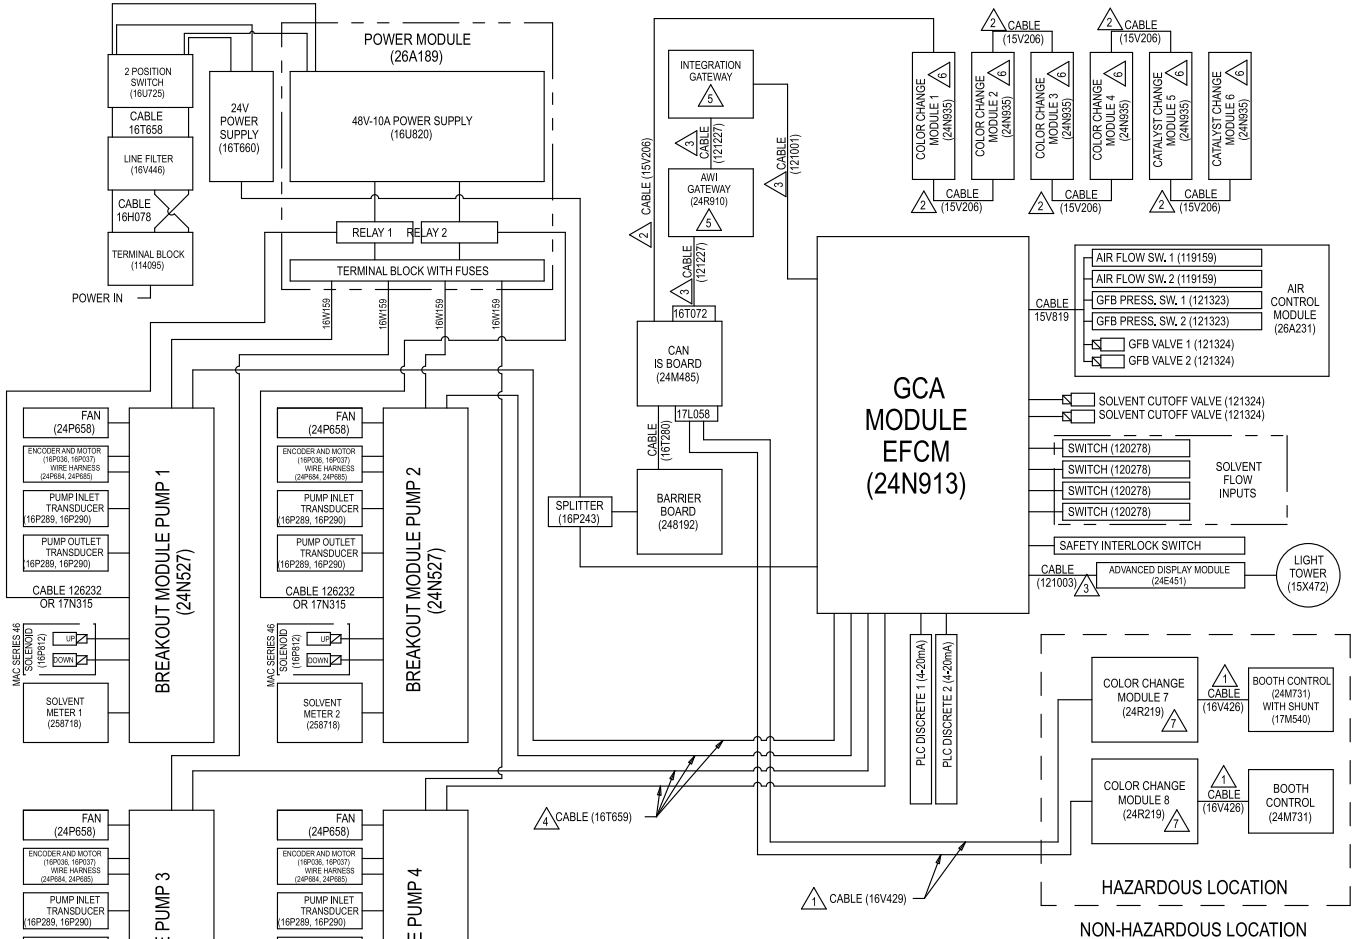 POWER MODULE
(26A189)
2 POSITION
SWITCH
(16U725)
CABLE
16T658
LINE FILTER
(16V446)
CABLE
16H078
TERMINAL BLOCK
(114095)
POWER IN
24V
POWER
SUPPLY
(16T660)
48V-10A POWER SUPPLY
(16U820)
RELAY 1
RELAY 2
TERMINAL BLOCK WITH FUSES
16W159
16W159
16W159
16W159
INTEGRATION
GATEWAY
5
3
CABLE
(121227)
AWI
GATEWAY
(24R910)
5
3
CABLE
(121227)
16T072
2
CABLE (15V206)
3
CABLE
(121001)
CAN
IS BOARD
(24M485)
17L058
CABLE
(16T280)
BARRIER
BOARD
(248192)
SPLITTER
(16P243)
2
CABLE
(15V206)
2
CABLE
(15V206)
COLOR CHANGE
MODULE 1
(24N935)
6
COLOR CHANGE
MODULE 2
(24N935)
6
COLOR CHANGE
MODULE 3
(24N935)
6
COLOR CHANGE
MODULE 4
(24N935)
6
CATALYST CHANGE
MODULE 5
(24N935)
6
CATALYST CHANGE
MODULE 6
(24N935)
6
2
CABLE
(15V206)
2
CABLE
(15V206)
2
CABLE
(15V206)
GCA
MODULE
EFCM
(24N913)
CABLE
15V819
AIR FLOW SW. 1 (119159)
AIR FLOW SW. 2 (119159)
GFB PRESS. SW. 1 (121323)
GFB PRESS. SW. 2 (121323)
GFB VALVE 1 (121324)
GFB VALVE 2 (121324)
AIR
CONTROL
MODULE
(26A231)
SOLVENT CUTOFF VALVE (121324)
SOLVENT CUTOFF VALVE (121324)
SWITCH (120278)
SWITCH (120278)
SWITCH (120278)
SWITCH (120278)
SOLVENT
FLOW
INPUTS
SAFETY INTERLOCK SWITCH
CABLE
(121003)
3
ADVANCED DISPLAY MODULE
(24E451)
LIGHT
TOWER
(15X472)
PLC DISCRETE 1 (4-20mA)
PLC DISCRETE 2 (4-20mA)
COLOR CHANGE
MODULE 7
(24R219)
7
1
CABLE
(16V426)
BOOTH CONTROL
(24M731)
WITH SHUNT
(17M540)
COLOR CHANGE
MODULE 8
(24R219)
7
1
CABLE
(16V426)
BOOTH
CONTROL
(24M731)
HAZARDOUS LOCATION
NON-HAZARDOUS LOCATION
1
CABLE (16V429)
4
CABLE (16T659)
FAN
(24P658)
ENCODER AND MOTOR
(16P036, 16P037)
WIRE HARNESS
(24P684, 24P685)
PUMP INLET
TRANSDUCER
(16P289, 16P290)
PUMP OUTLET
TRANSDUCER
(16P289, 16P290)
CABLE 126232
OR 17N315
MAC SERIES 46
SOLENOID
(16P812)
UP
DOWN
SOLVENT
METER 1
(258718)
BREAKOUT MODULE PUMP 1
(24N527)
FAN
(24P658)
ENCODER AND MOTOR
(16P036, 16P037)
WIRE HARNESS
(24P684, 24P685)
PUMP INLET
TRANSDUCER
(16P289, 16P290)
PUMP OUTLET
TRANSDUCER
(16P289, 16P290)
CABLE 126232
OR 17N315
MAC SERIES 46
SOLENOID
(16P812)
UP
DOWN
SOLVENT
METER 2
(258718)
BREAKOUT MODULE PUMP 2
(24N527)
FAN
(24P658)
ENCODER AND MOTOR
(16P036, 16P037)
WIRE HARNESS
(24P684, 24P685)
PUMP INLET
TRANSDUCER
(16P289, 16P290)
E PUMP 3
FAN
(24P658)
ENCODER AND MOTOR
(16P036, 16P037)
WIRE HARNESS
(24P684, 24P685)
PUMP INLET
TRANSDUCER
(16P289, 16P290)
E PUMP 4